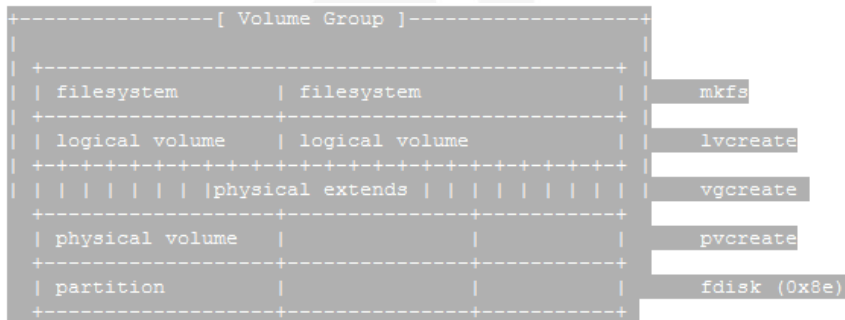 +----------------[ Volume Group ]-------------------+
|                                                   |
| +------------------------------------------------+ |
| | filesystem        | filesystem                 | |    mkfs
| +-------------------+----------------------------+ |
| | logical volume    | logical volume             | |    lvcreate
| +-+-+-+-+-+-+-+-+-+-+-+-+-+-+-+-+-+-+-+-+-+-+-+-+ |
| | | | | | | |physical extends | | | | | | | | | | |    vgcreate
+-------------------+---------------+-----------+
| physical volume   |               |           |    pvcreate
+-------------------+---------------+-----------+
| partition         |               |           |    fdisk (0x8e)
+-------------------+---------------+-----------+